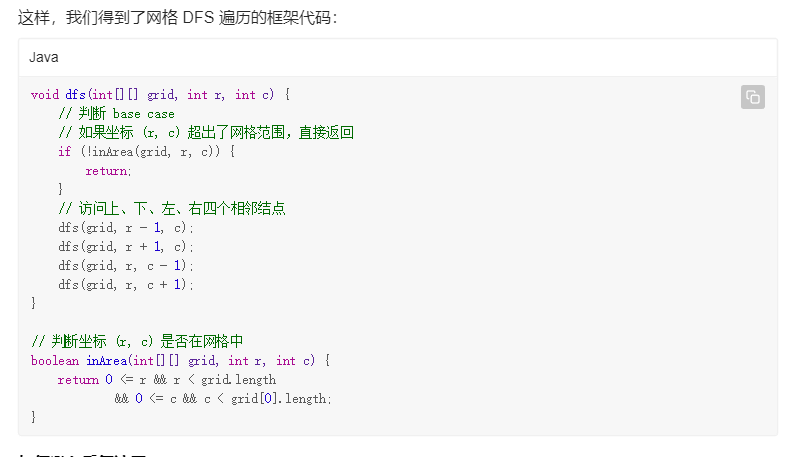 这样，我们得到了网格 DFS 遍历的框架代码：
Java
void dfs(int[][] grid, int r, int c) {
    // 判断 base case
    // 如果坐标 (r, c) 超出了网格范围，直接返回
    if (!inArea(grid, r, c)) {
        return;
    }
    // 访问上、下、左、右四个相邻结点
    dfs(grid, r - 1, c);
    dfs(grid, r + 1, c);
    dfs(grid, r, c - 1);
    dfs(grid, r, c + 1);
}
// 判断坐标 (r, c) 是否在网格中
boolean inArea(int[][] grid, int r, int c) {
    return 0 <= r && r < grid.length
            && 0 <= c && c < grid[0].length;
}